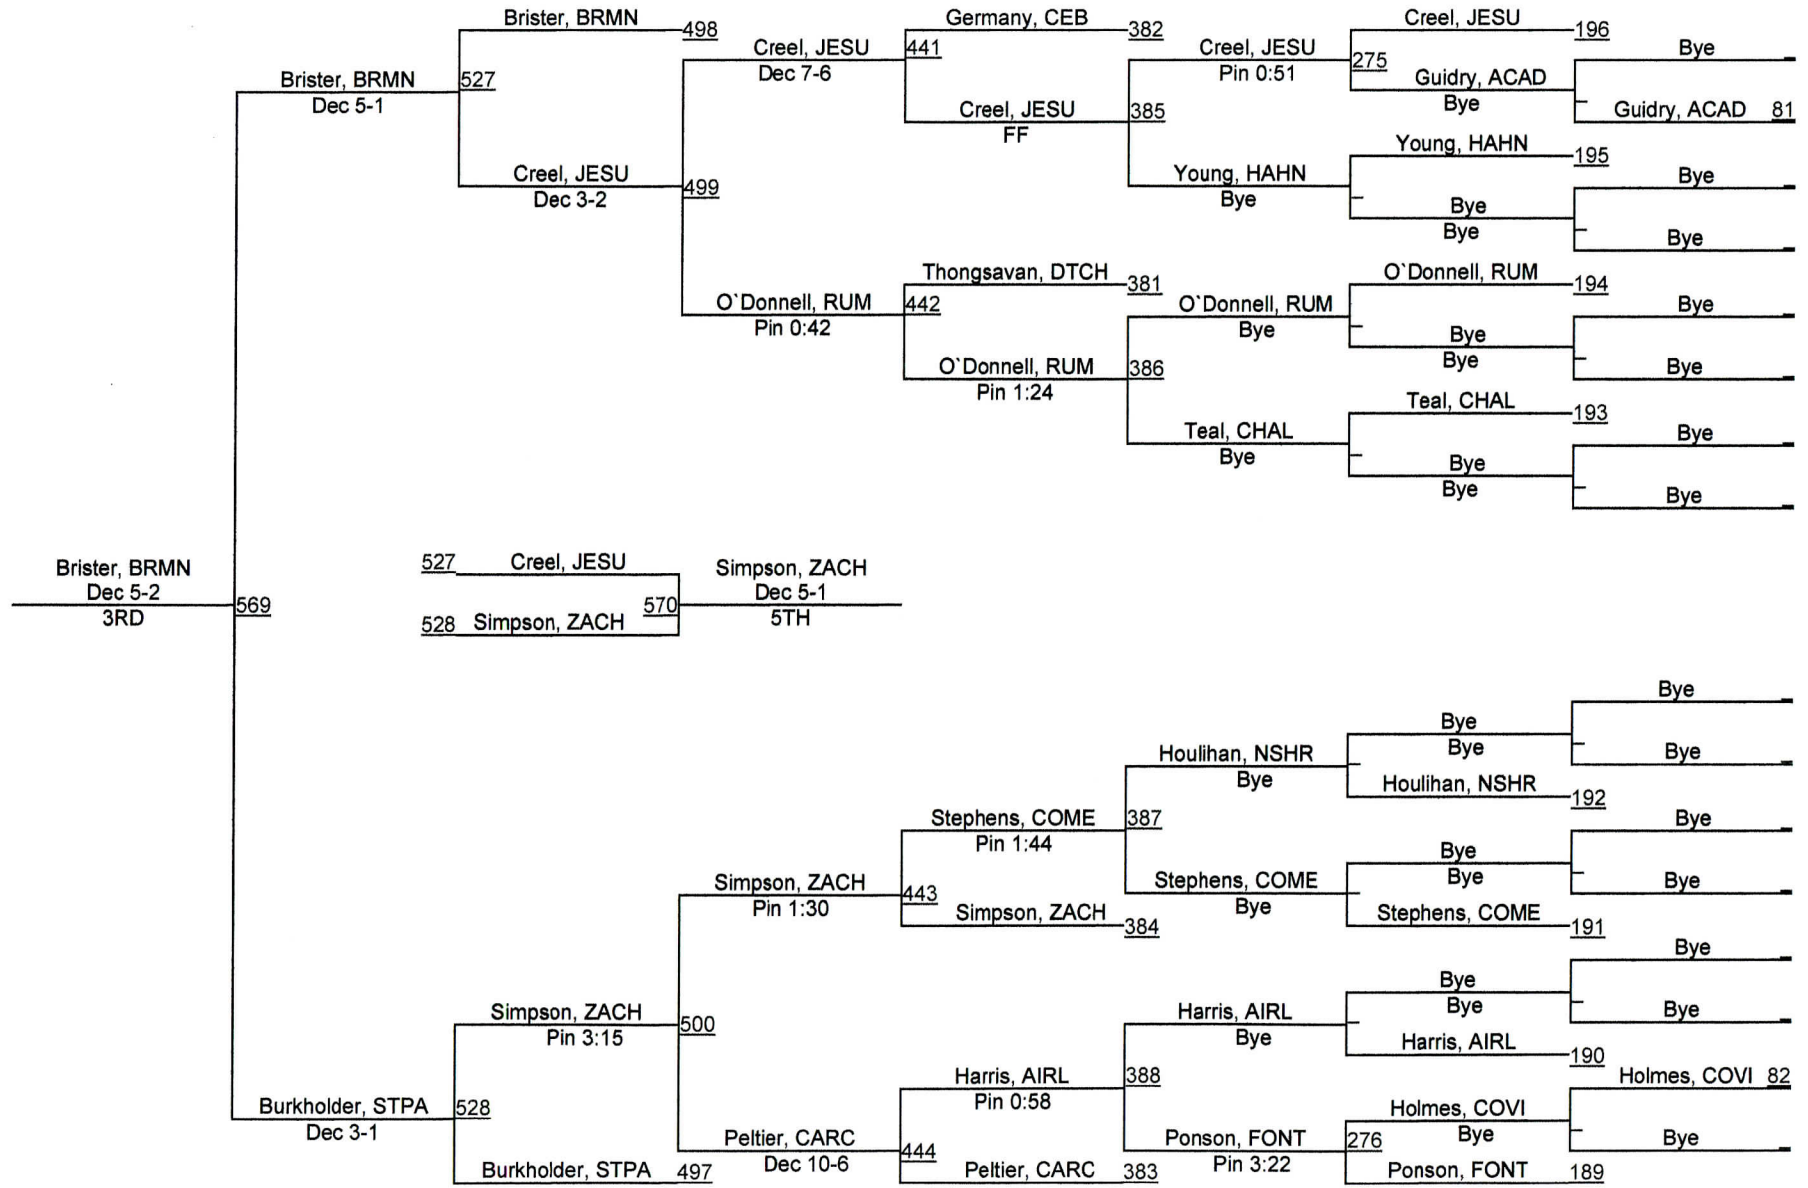 Brister, BRMN
498
Germany, CEB
382
Creel, JESU
196
Creel, JESU
Dec 7-6
441
Creel, JESU
Pin 0:51
275
Bye
Brister, BRMN
Dec 5-1
527
Guidry, ACAD
Bye
Creel, JESU
FF
385
Guidry, ACAD 81
Young, HAHN
195
Creel, JESU
Dec 3-2
499
Young, HAHN
Bye
Bye
Bye
Bye
Bye
Thongsavan, DTCH
381
O`Donnell, RUM
194
O`Donnell, RUM
Pin 0:42
442
O`Donnell, RUM
Bye
Bye
Bye
Bye
O`Donnell, RUM
Pin 1:24
386
Bye
Teal, CHAL
193
Teal, CHAL
Bye
Bye
Bye
Bye
Bye
Brister, BRMN
Dec 5-2
3RD
569
527
Creel, JESU
528
Simpson, ZACH
570
Simpson, ZACH
Dec 5-1
5TH
Bye
Bye
Bye
Houlihan, NSHR
Bye
Bye
Houlihan, NSHR
192
Stephens, COME
Pin 1:44
387
Bye
Bye
Bye
Simpson, ZACH
Pin 1:30
443
Stephens, COME
Bye
Bye
Simpson, ZACH
384
Stephens, COME
191
Bye
Bye
Bye
Simpson, ZACH
Pin 3:15
500
Harris, AIRL
Bye
Bye
Harris, AIRL
190
Harris, AIRL
Pin 0:58
388
Holmes, COVI 82
Burkholder, STPA
Dec 3-1
528
Holmes, COVI
Bye
Peltier, CARC
Dec 10-6
444
Ponson, FONT
Pin 3:22
276
Bye
Burkholder, STPA
497
Peltier, CARC
383
Ponson, FONT
189